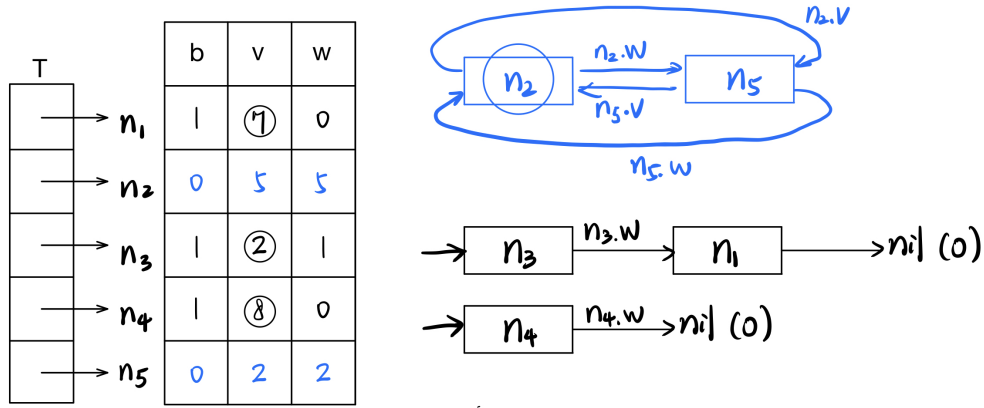 T
b v w
n₁ 1 ⑦ 0
n₂ 0 5 5
n₃ 1 ② 1
n₄ 1 ⑧ 0
n₅ 0 2 2
n₂.v
n₂.w
n₂ n₅
n₅.v
n₅.w
n₃.w
n₃ n₁ nil (0)
n₄.w
n₄ nil (0)